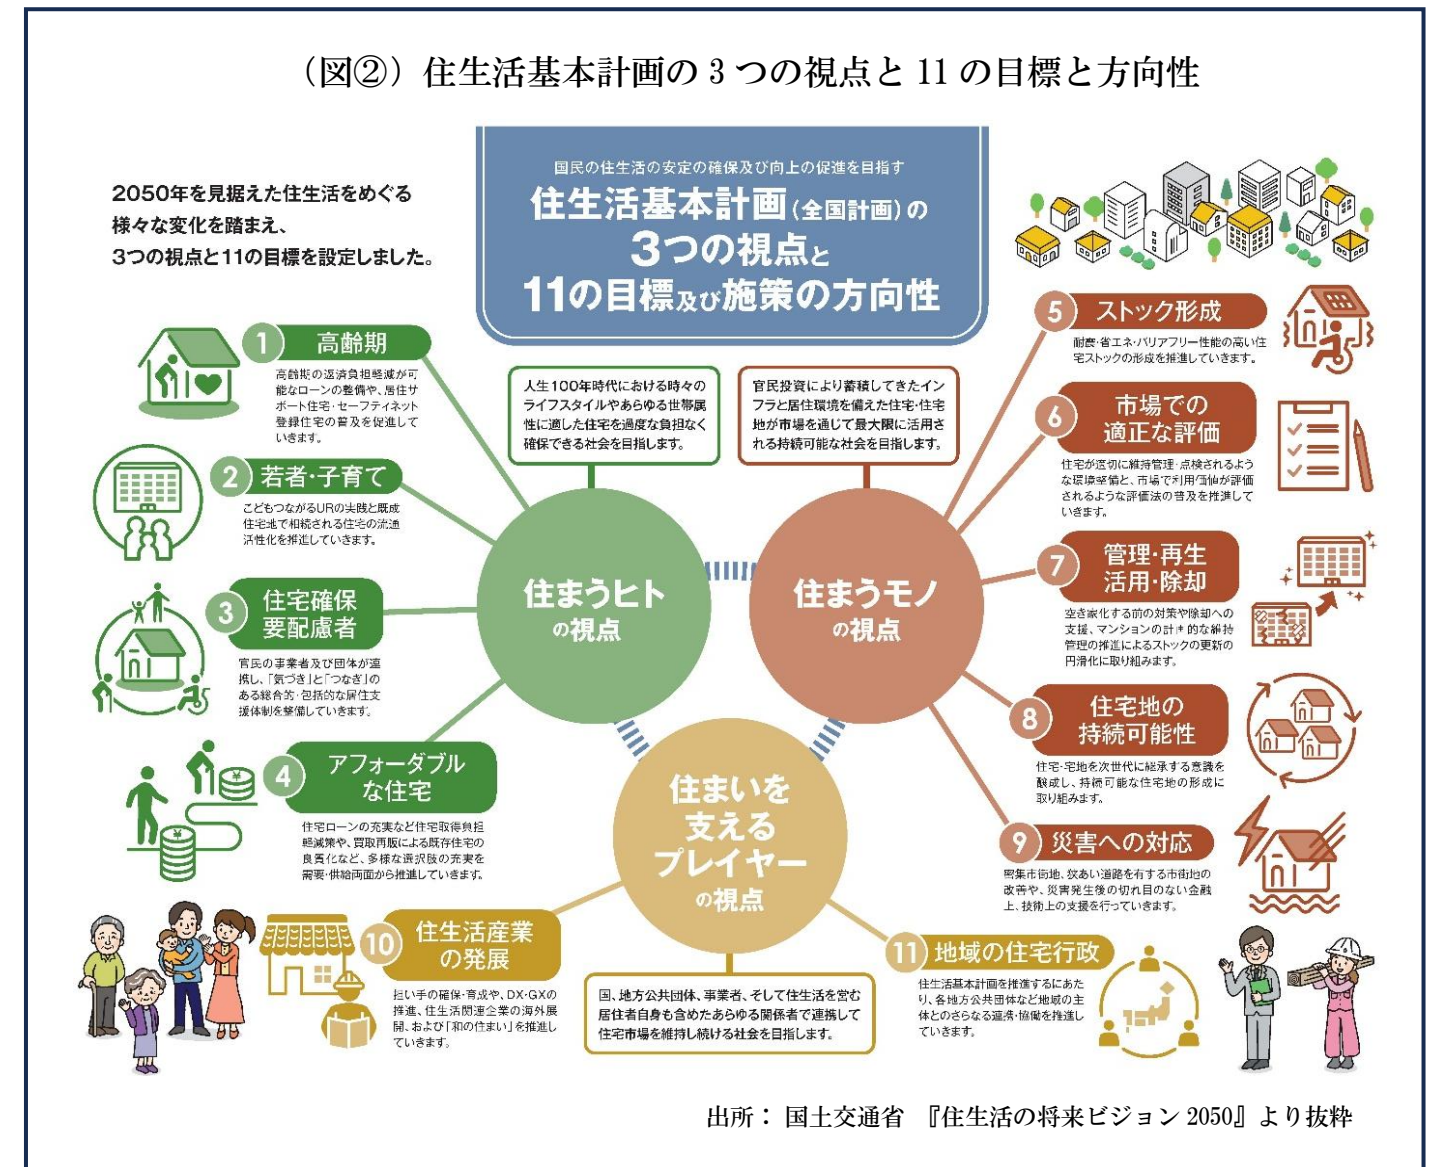 （図②）住生活基本計画の 3 つの視点と 11 の目標と方向性
2050年を見据えた住生活をめぐる
様々な変化を踏まえ、
3つの視点と11の目標を設定しました。
国民の住生活の安定の確保及び向上の促進を目指す
住生活基本計画（全国計画）の
3つの視点と
11の目標及び施策の方向性
人生100年時代における時々の
ライフスタイルやあらゆる世帯属
性に適した住宅を過度な負担なく
確保できる社会を目指します。
官民投資により蓄積してきたイン
フラと居住環境を備えた住宅・住宅
地が市場を通じて最大限に活用さ
れる持続可能な社会を目指します。
住まうヒト
の視点
住まうモノ
の視点
住まいを
支える
プレイヤー
の視点
国、地方公共団体、事業者、そして住生活を営む
居住者自身も含めたあらゆる関係者で連携して
住宅市場を維持し続ける社会を目指します。
1 高齢期
高齢期の返済負担軽減が可
能なローンの整備や、居住サ
ポート住宅・セーフティネット
登録住宅の普及を促進して
いきます。
2 若者・子育て
こどもつながるURの実践と既成
住宅地で相続される住宅の流通
活性化を推進していきます。
3 住宅確保
要配慮者
官民の事業者及び団体が連
携し、「気づき」と「つなぎ」の
ある総合的・包括的な居住支
援体制を整備していきます。
4 アフォーダブル
な住宅
住宅ローンの充実など住宅取得負担
軽減策や、買取再販による既存住宅の
良質化など、多様な選択肢の充実を
需要・供給両面から推進していきます。
¥
¥
5 ストック形成
耐震・省エネ・バリアフリー性能の高い住
宅ストックの形成を推進していきます。
6 市場での
適正な評価
住宅が適切に維持管理・点検されるよう
な環境整備と、市場で利用価値が評価
されるような評価法の普及を推進して
いきます。
7 管理・再生
活用・除却
空き家化する前の対策や除却への
支援、マンションの計画的な維持
管理の推進によるストックの更新の
円滑化に取り組みます。
8 住宅地の
持続可能性
住宅・宅地を次世代に継承する意識を
醸成し、持続可能な住宅地の形成に
取り組みます。
9 災害への対応
密集市街地、狭あい道路を有する市街地の
改善や、災害発生後の切れ目のない金融
上、技術上の支援を行っていきます。
10 住生活産業
の発展
担い手の確保・育成や、DX・GXの
推進、住生活関連企業の海外展
開、および「和の住まい」を推進し
ていきます。
11 地域の住宅行政
住生活基本計画を推進するにあた
り、各地方公共団体など地域の主
体とのさらなる連携・協働を推進し
ていきます。
出所： 国土交通省 『住生活の将来ビジョン 2050』より抜粋